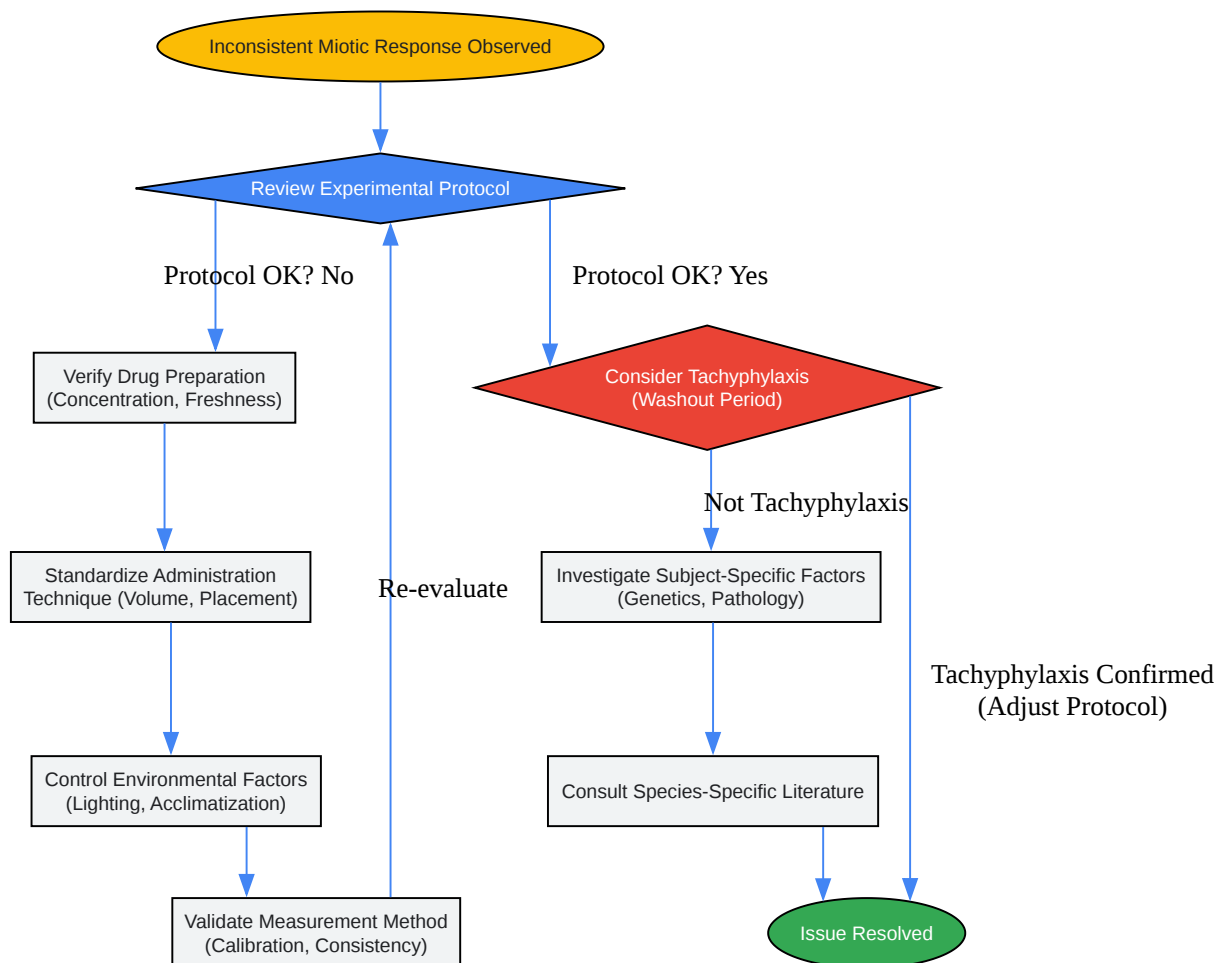 Inconsistent Miotic Response Observed
Review Experimental Protocol
Protocol OK? No
Protocol OK? Yes
Verify Drug Preparation
(Concentration, Freshness)
Consider Tachyphylaxis
(Washout Period)
Not Tachyphylaxis
Standardize Administration
Technique (Volume, Placement)
Re-evaluate
Investigate Subject-Specific Factors
(Genetics, Pathology)
Tachyphylaxis Confirmed
(Adjust Protocol)
Control Environmental Factors
(Lighting, Acclimatization)
Consult Species-Specific Literature
Validate Measurement Method
(Calibration, Consistency)
Issue Resolved